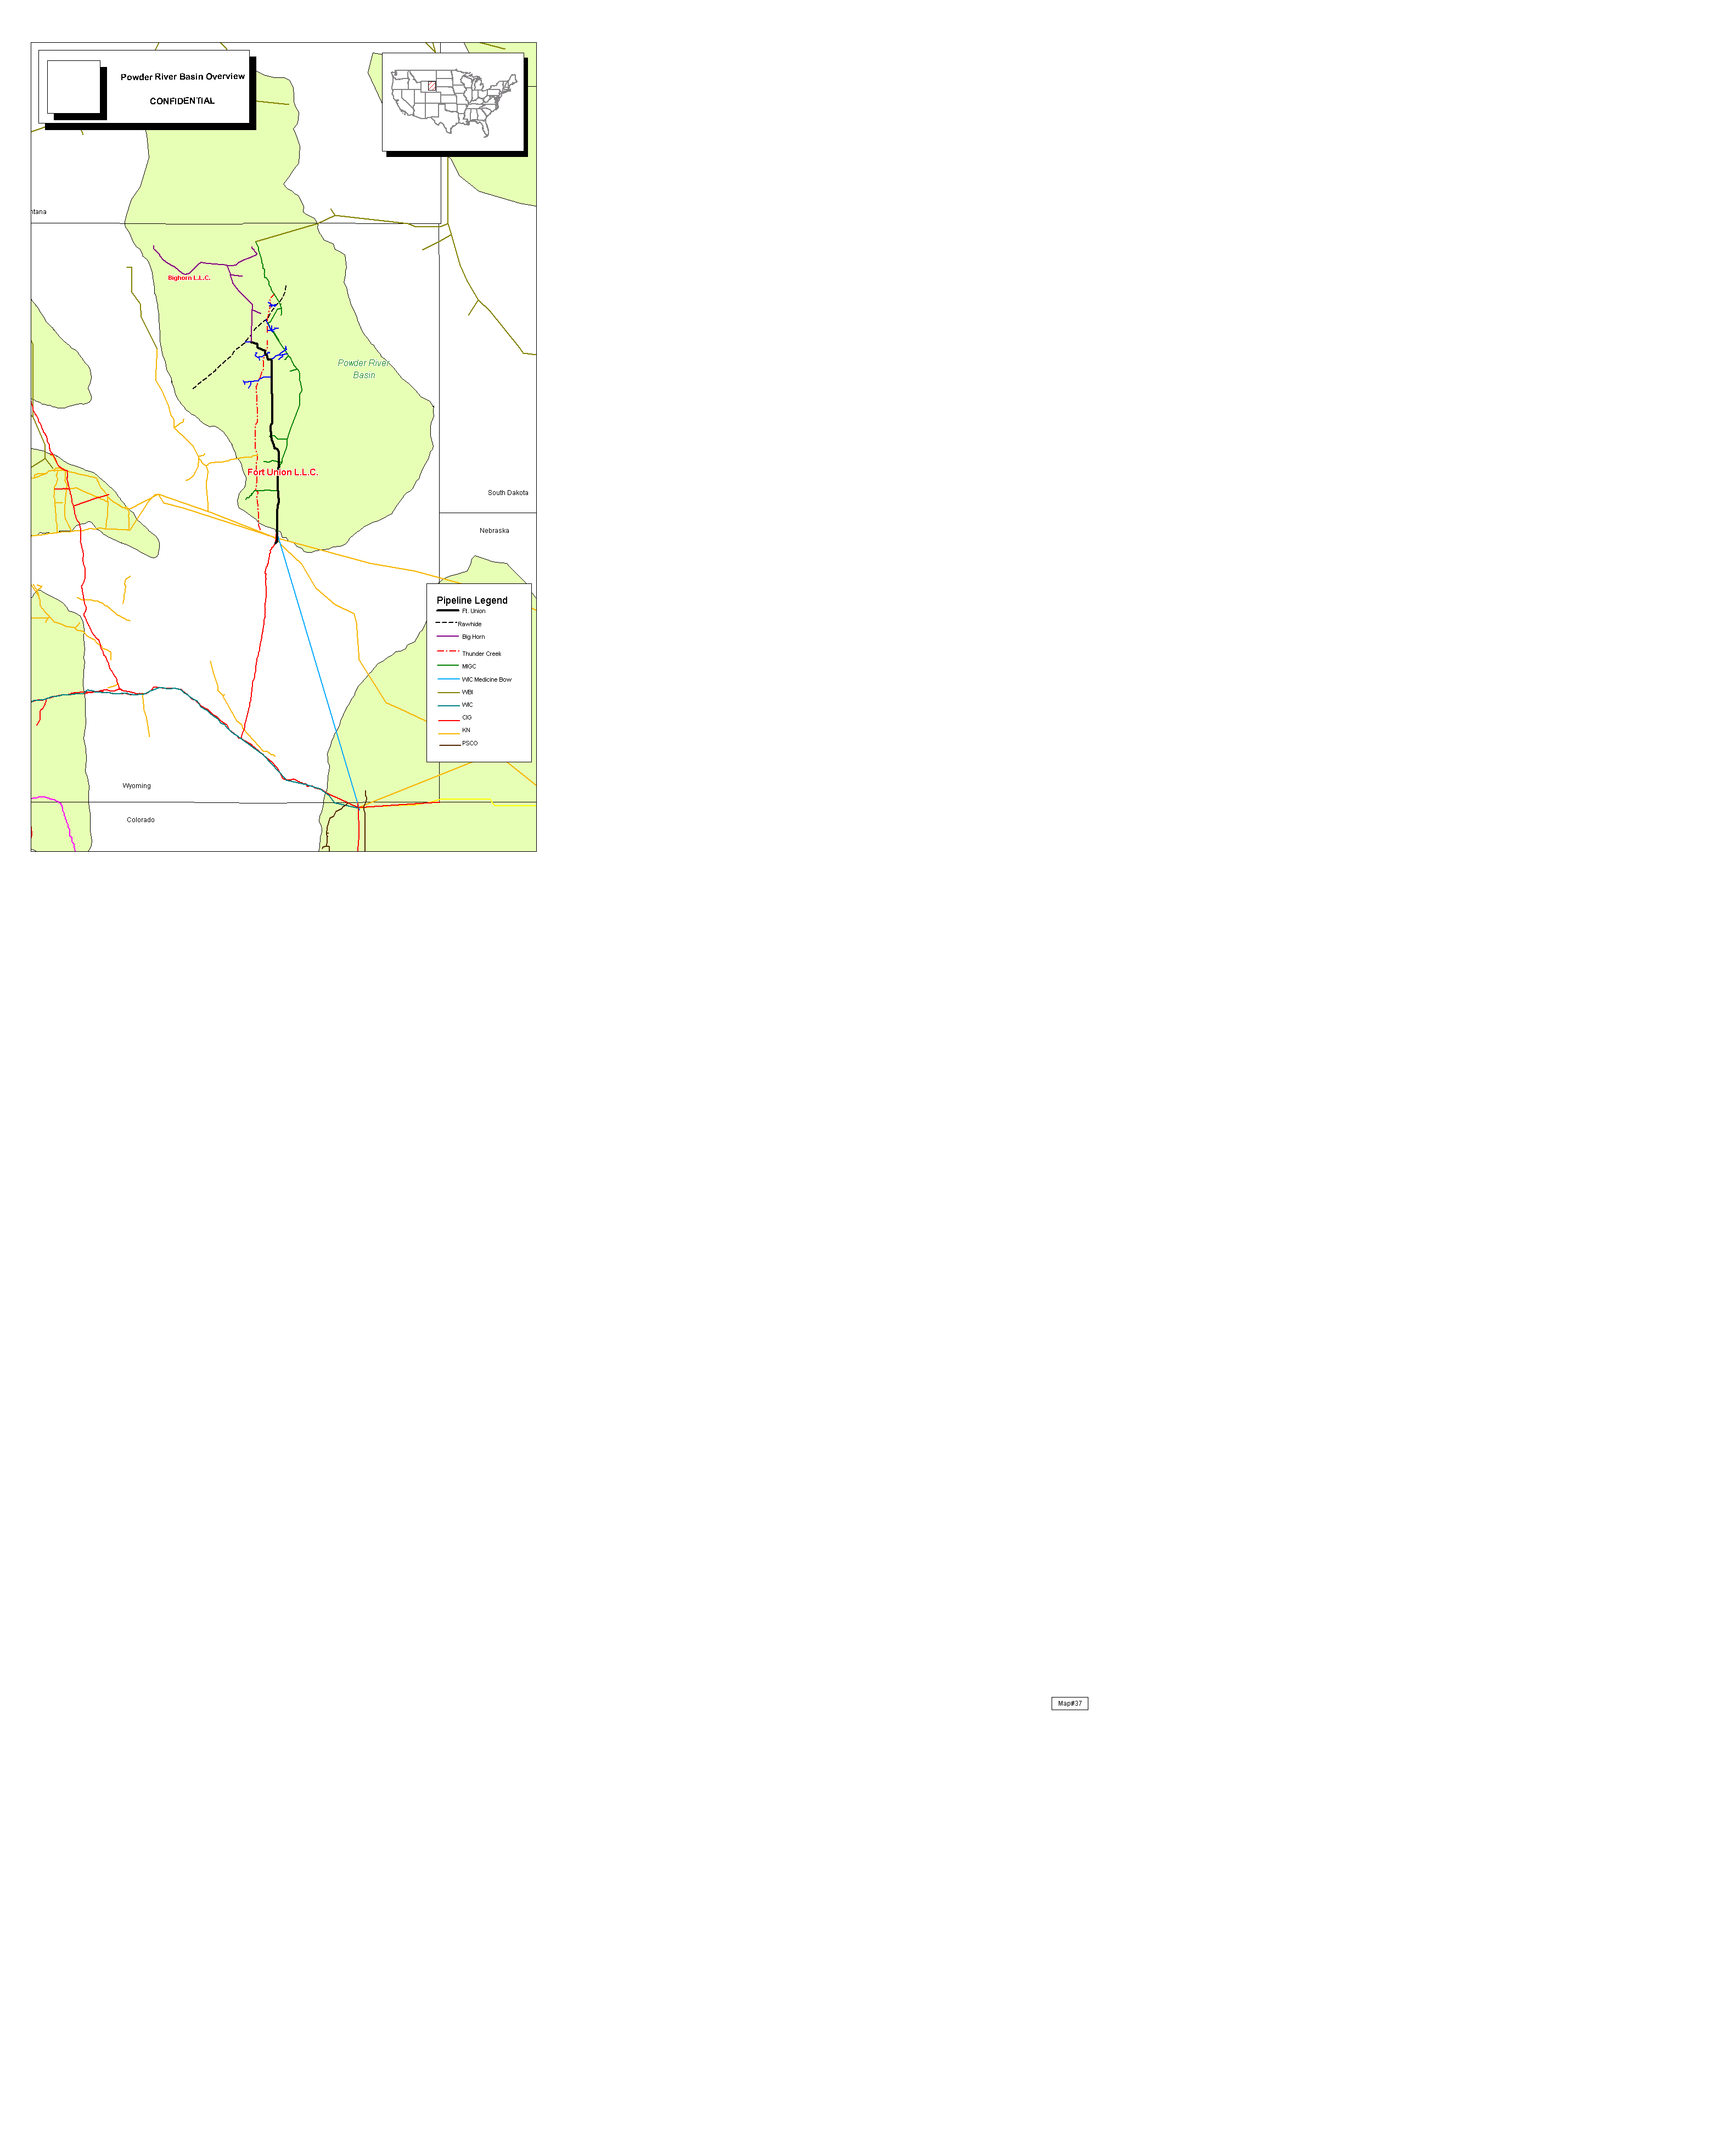 Powder River Basin Overview
CONFIDENTIAL
ntana
Bighorn L.L.C.
Powder River
Basin
Fort Union L.L.C.
South Dakota
Nebraska
Pipeline Legend
Ft. Union
Rawhide
Big Horn
Thunder Creek
MIGC
WIC Medicine Bow
WBI
WIC
CIG
KN
PSCO
Wyoming
Colorado
Map#37